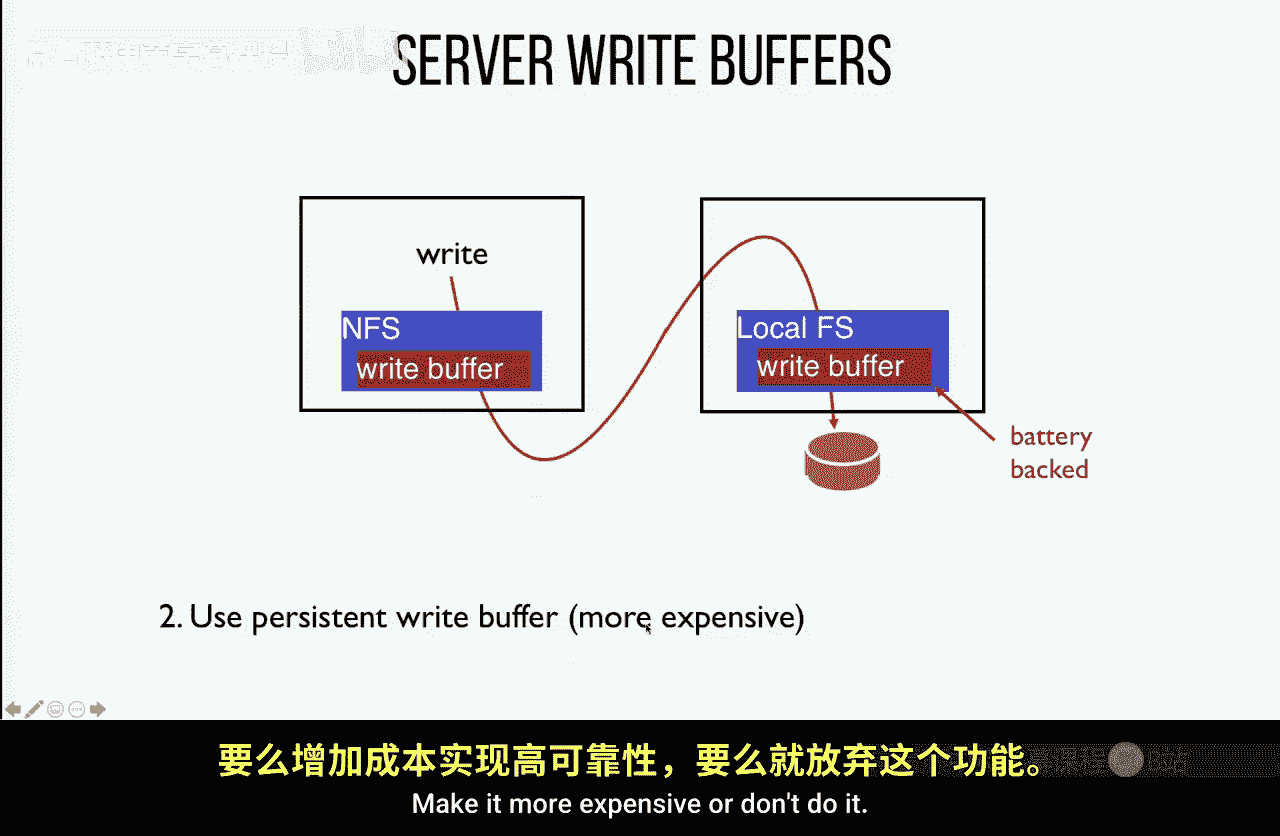 SERVER WRITE BUFFERS
write
NFS
write buffer
Local FS
write buffer
battery
backed
2. Use persistent write buffer (more expensive)
要么增加成本实现高可靠性，要么就放弃这个功能。
Make it more expensive or don't do it.